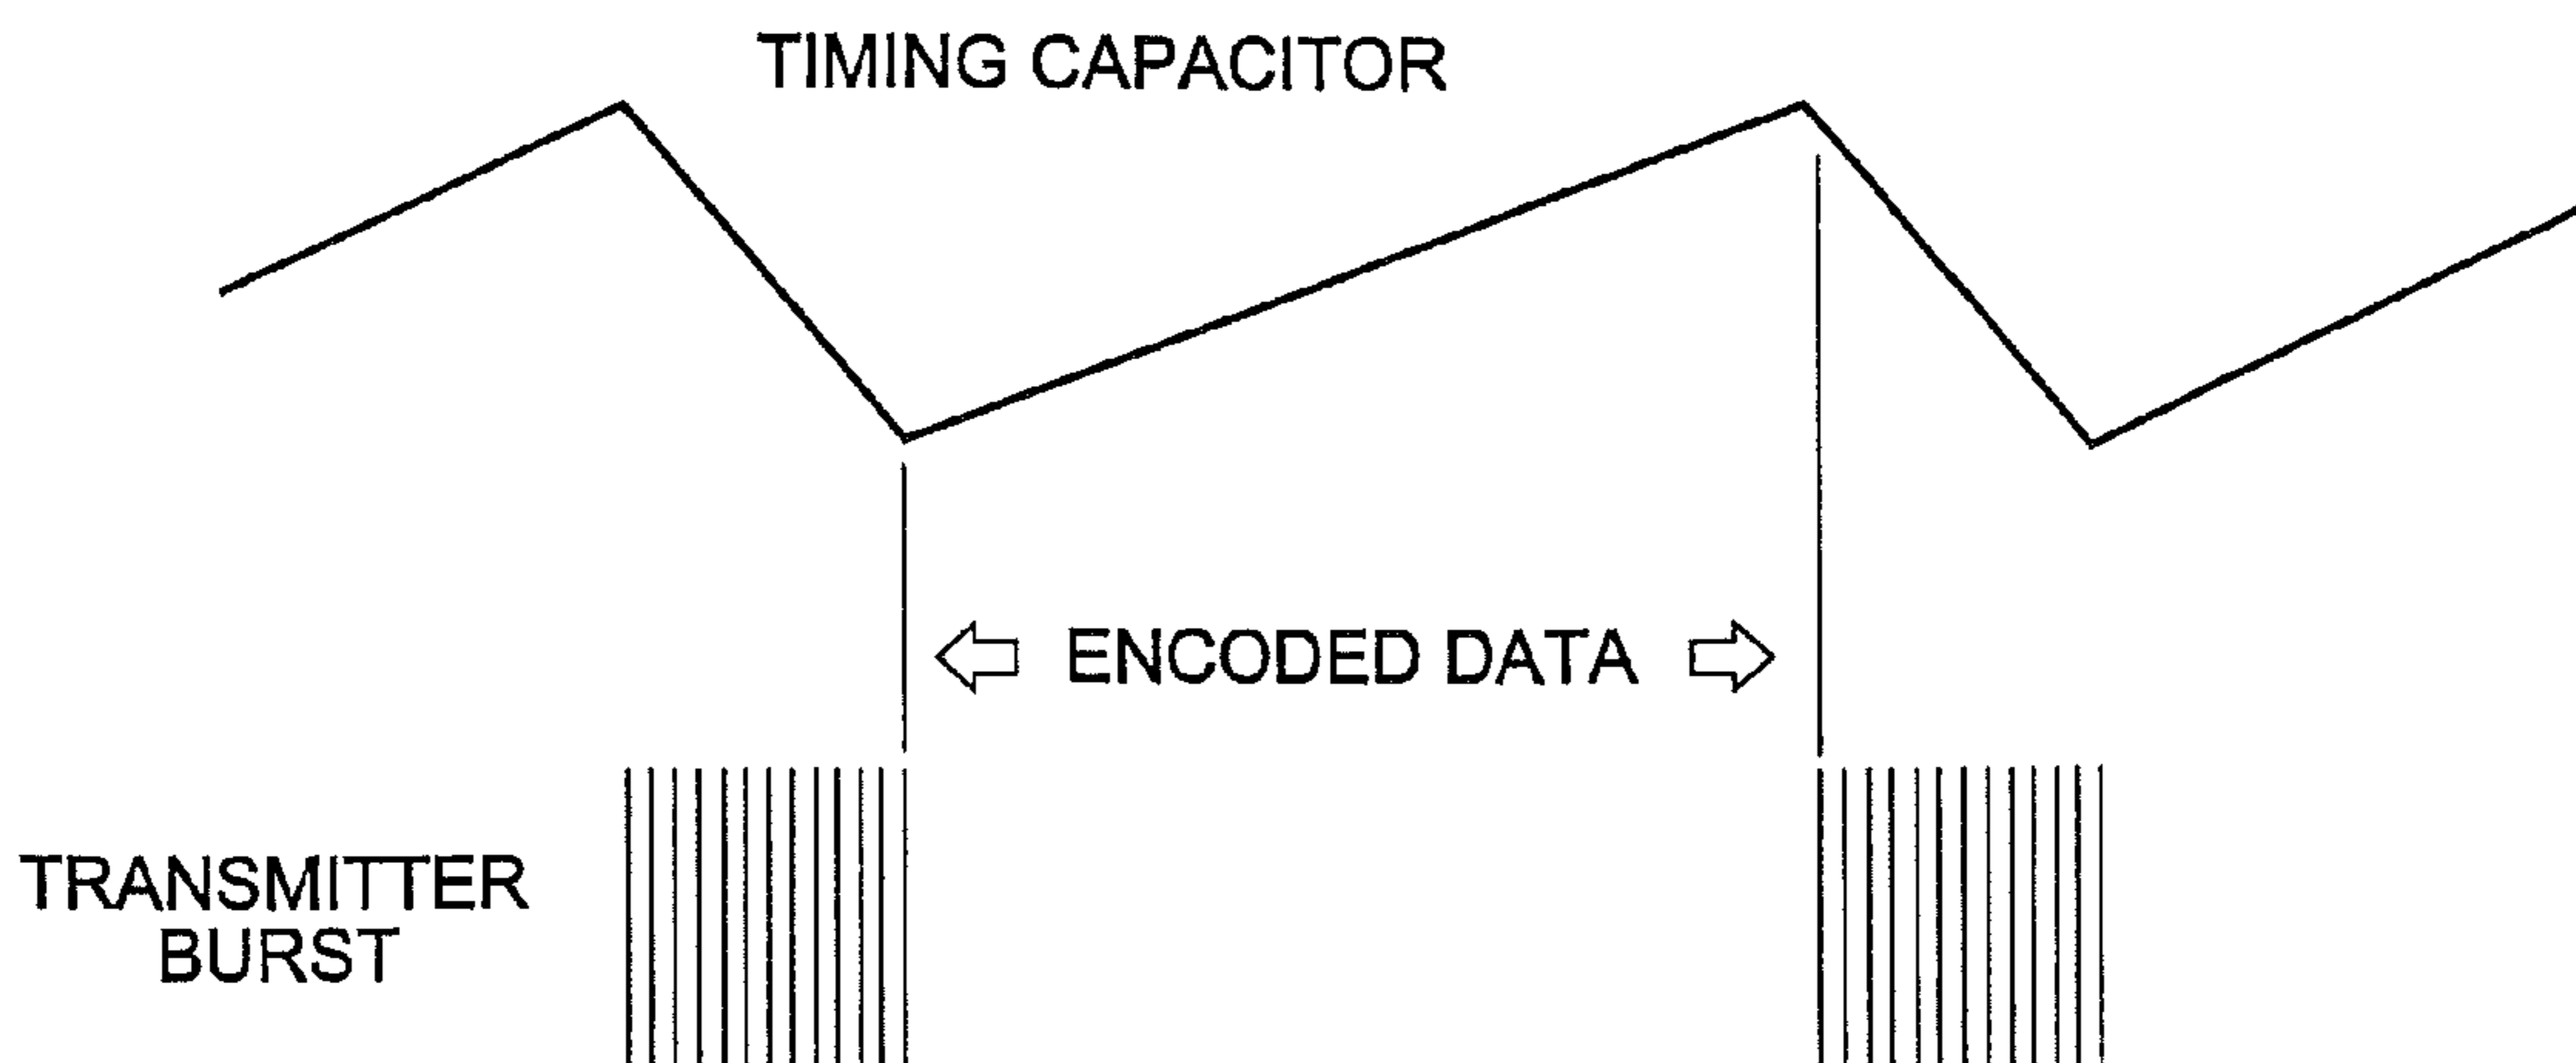 TIMING CAPACITOR
ENCODED DATA
TRANSMITTER
BURST